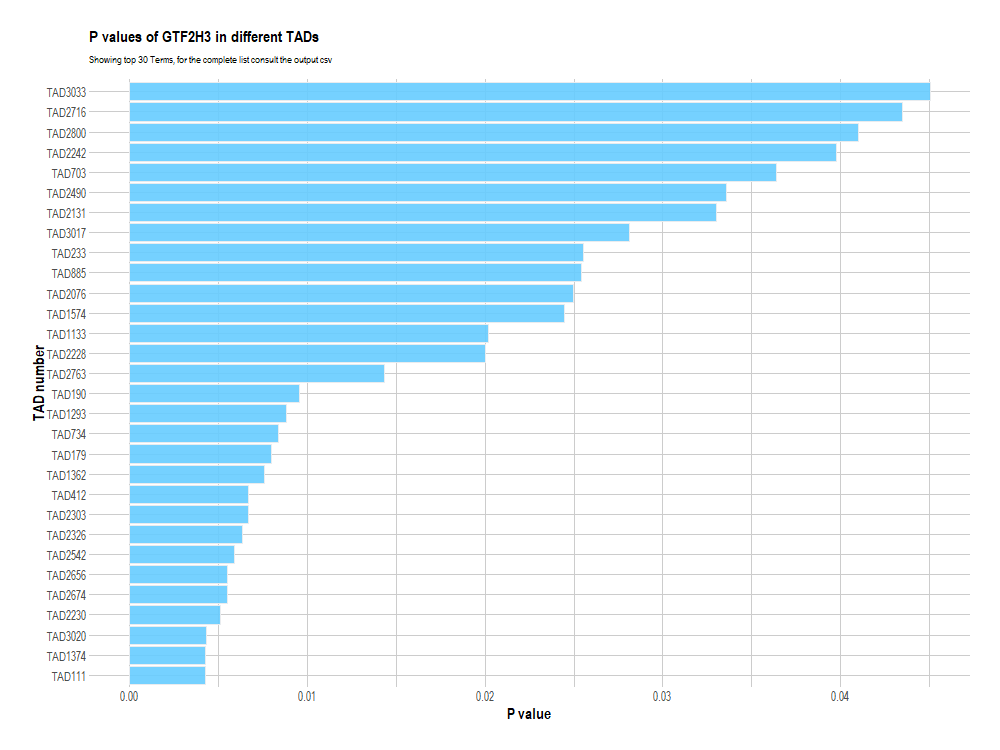 P values of GTF2H3 in different TADs
Showing top 30 Terms, for the complete list consult the output csv
TAD3033
TAD2716
TAD2800
TAD2242
TAD703
TAD2490
TAD2131
TAD3017
TAD233
TAD885
TAD2076
TAD1574
TAD1133
TAD2228
TAD2763
TAD190
TAD1293
TAD734
TAD179
TAD1362
TAD412
TAD2303
TAD2326
TAD2542
TAD2656
TAD2674
TAD2230
TAD3020
TAD1374
TAD111
TAD number
0.00 0.01 0.02 0.03 0.04
P value